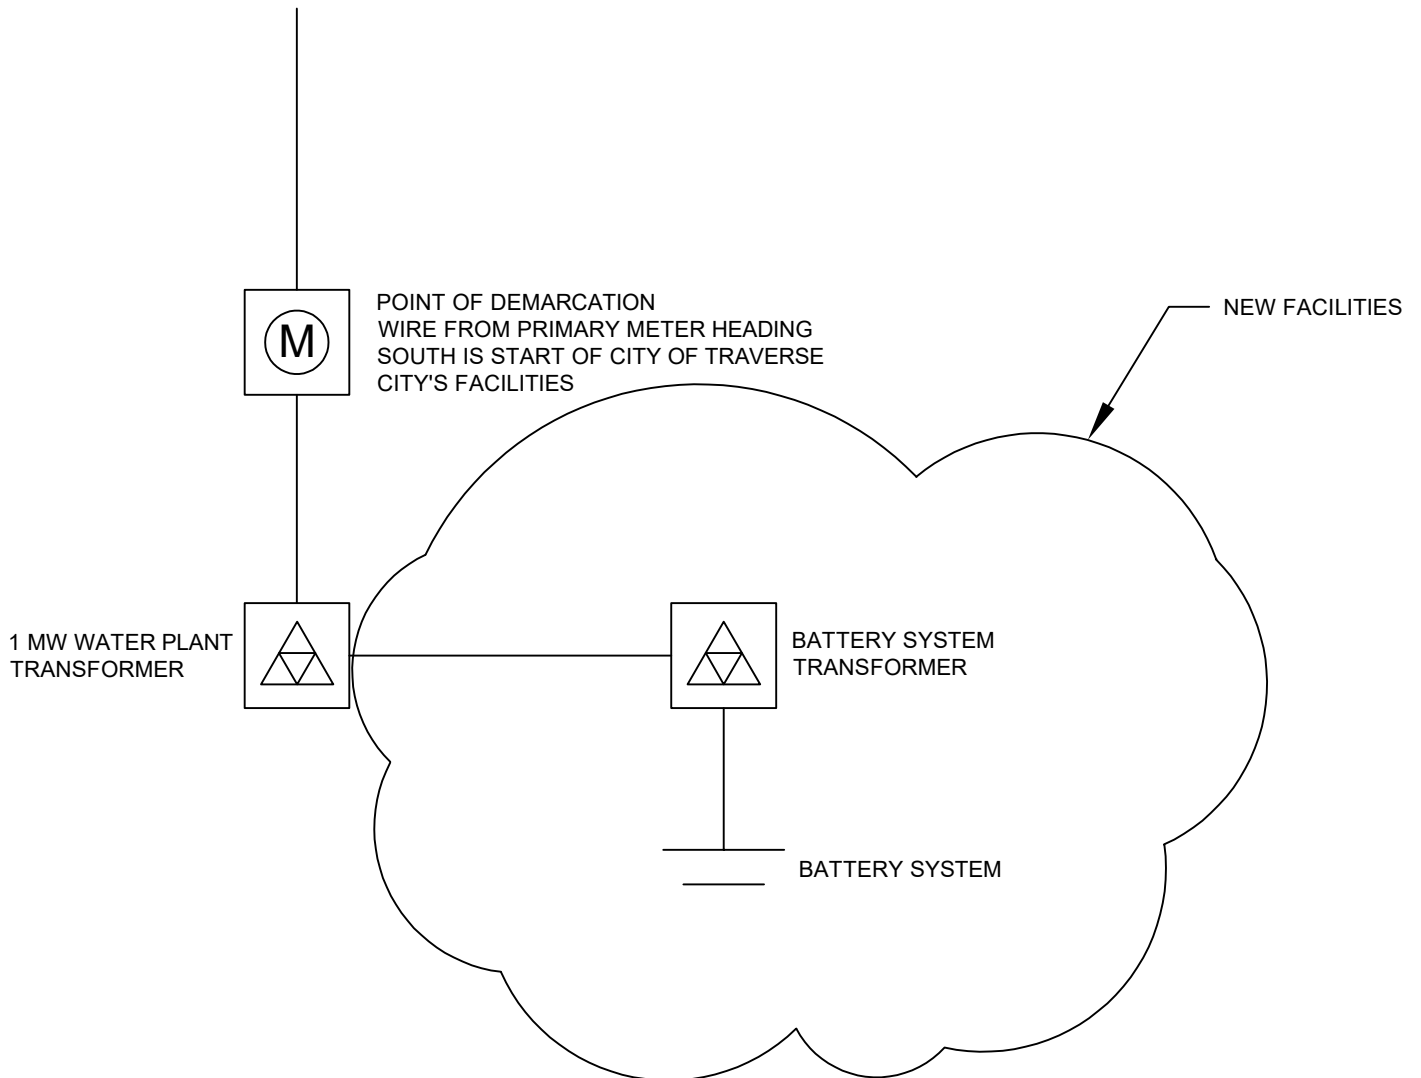 POINT OF DEMARCATION
WIRE FROM PRIMARY METER HEADING
SOUTH IS START OF CITY OF TRAVERSE
CITY'S FACILITIES
NEW FACILITIES
M
1 MW WATER PLANT
TRANSFORMER
BATTERY SYSTEM
TRANSFORMER
BATTERY SYSTEM